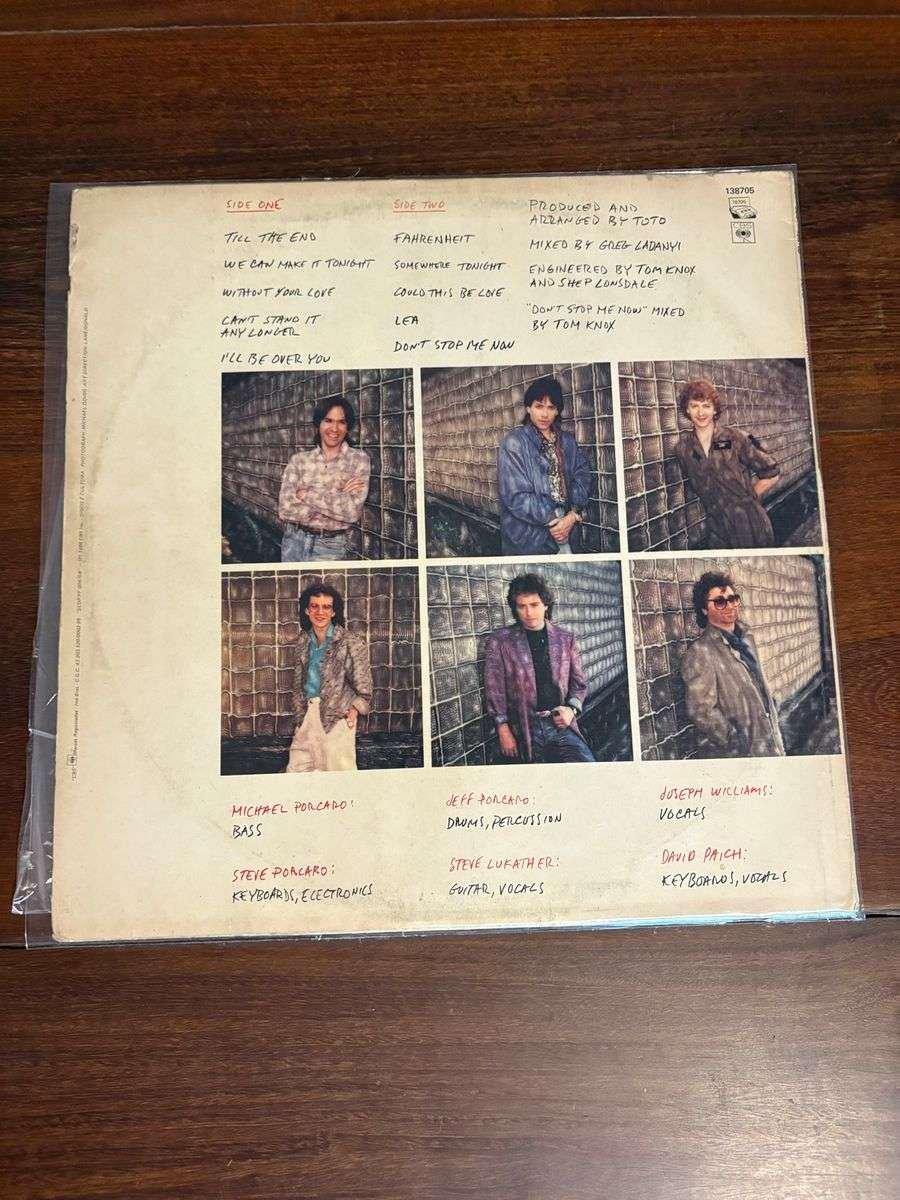 SIDE ONE
TILL THE END
WE CAN MAKE IT TONIGHT
WITHOUT YOUR LOVE
CAN'T STAND IT
ANY LONGER
I'LL BE OVER YOU
SIDE TWO
FAHRENHEIT
SOMEWHERE TONIGHT
COULD THIS BE LOVE
LEA
DON'T STOP ME NOW
PRODUCED AND
ARRANGED BY TOTO
MIXED BY GREG LADANYI
ENGINEERED BY TOM KNOX
AND SHEP LONSDALE
"DON'T STOP ME NOW" MIXED
BY TOM KNOX
138705
MICHAEL PORCARO:
BASS
JEFF PORCARO:
DRUMS, PERCUSSION
JOSEPH WILLIAMS:
VOCALS
STEVE PORCARO:
KEYBOARDS, ELECTRONICS
STEVE LUKATHER:
GUITAR, VOCALS
DAVID PAICH:
KEYBOARDS, VOCALS